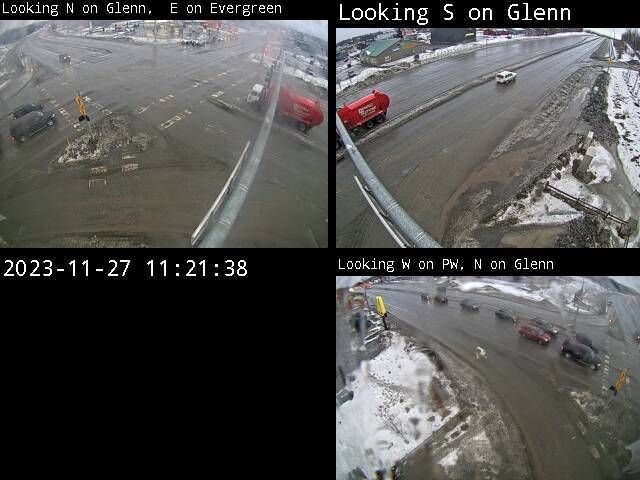 Looking N on Glenn,  E on Evergreen
Looking S on Glenn
2023-11-27 11:21:38
Looking W on PW, N on Glenn